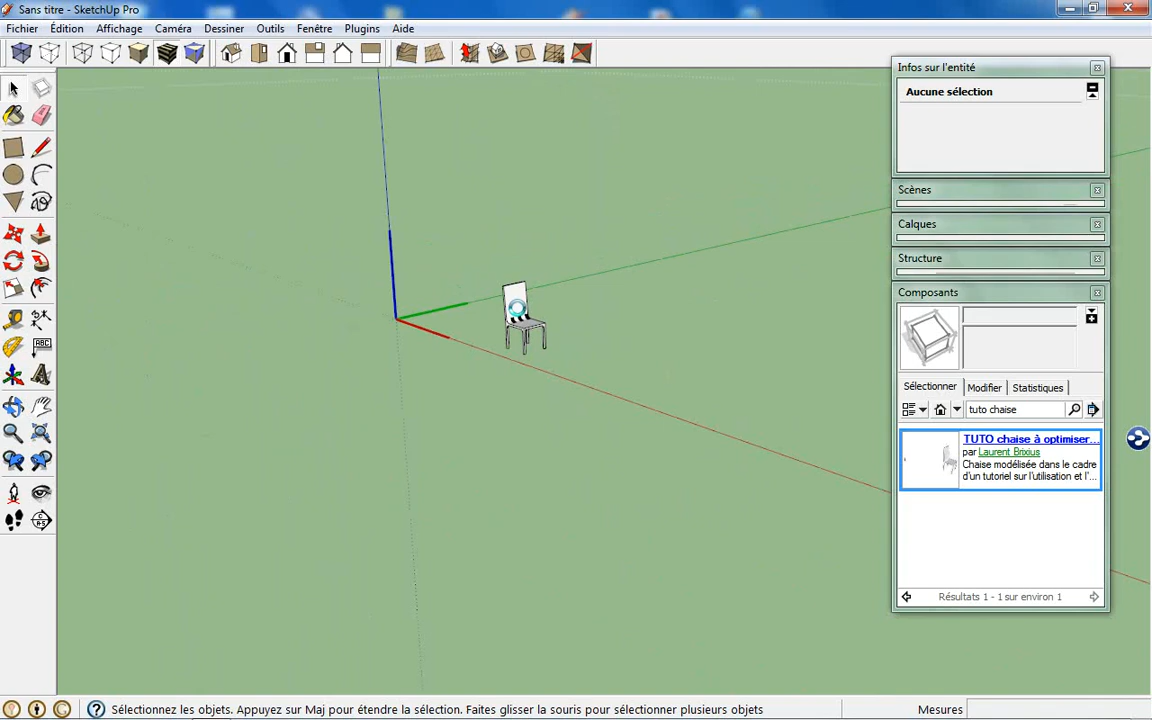 Sans titre - SketchUp Pro
Fichier Édition Affichage Caméra Dessiner Outils Fenêtre Plugins Aide
Infos sur l'entité
Aucune sélection
Scènes
Calques
Structure
Composants
Sélectionner Modifier Statistiques
tuto chaise
TUTO chaise à optimiser...
par Laurent Brixius
Chaise modélisée dans le cadre
d'un tutoriel sur l'utilisation et l'...
Résultats 1 - 1 sur environ 1
ABC
Sélectionnez les objets. Appuyez sur Maj pour étendre la sélection. Faites glisser la souris pour sélectionner plusieurs objets
Mesures